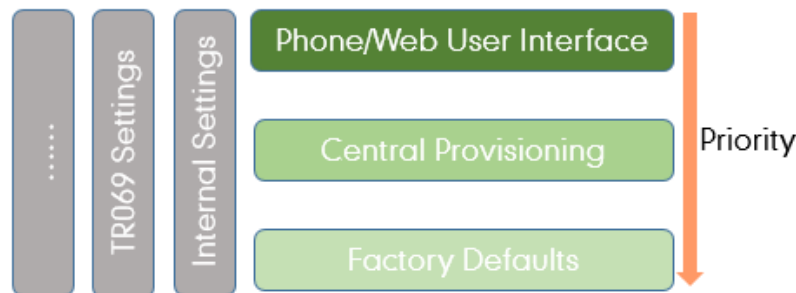 ......
TR069 Settings
Internal Settings
Phone/Web User Interface
Central Provisioning
Factory Defaults
Priority